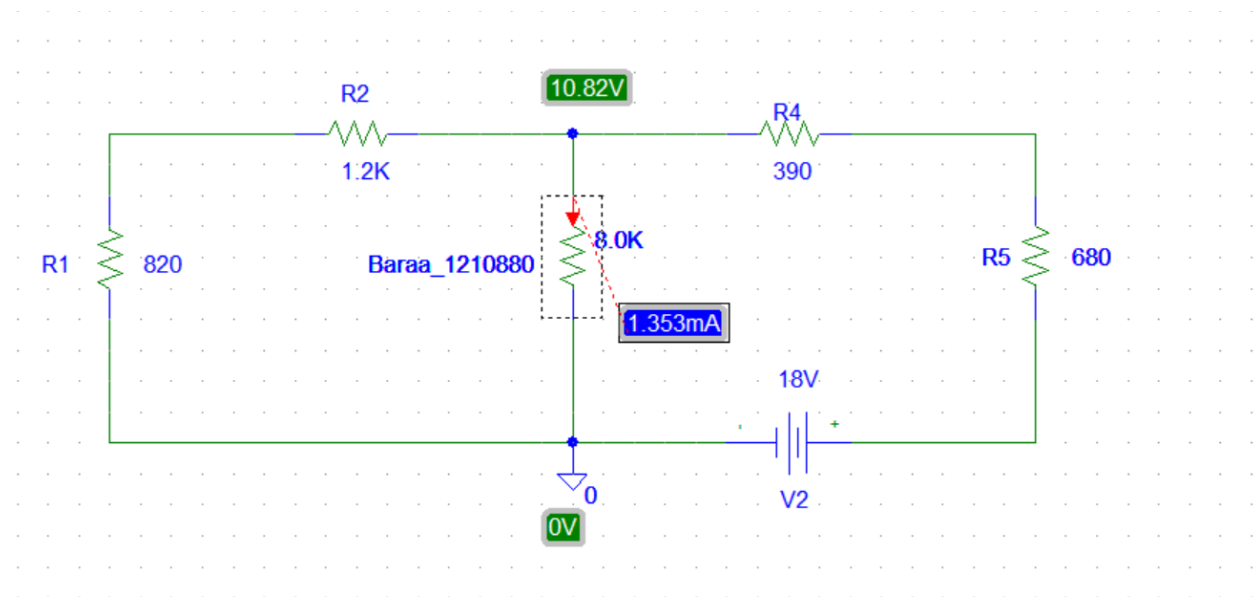 10.82V
R2
R4
1.2K
390
8.0K
R1
820
Baraa_1210880
R5
680
1.353mA
18V
+
V2
0
0V